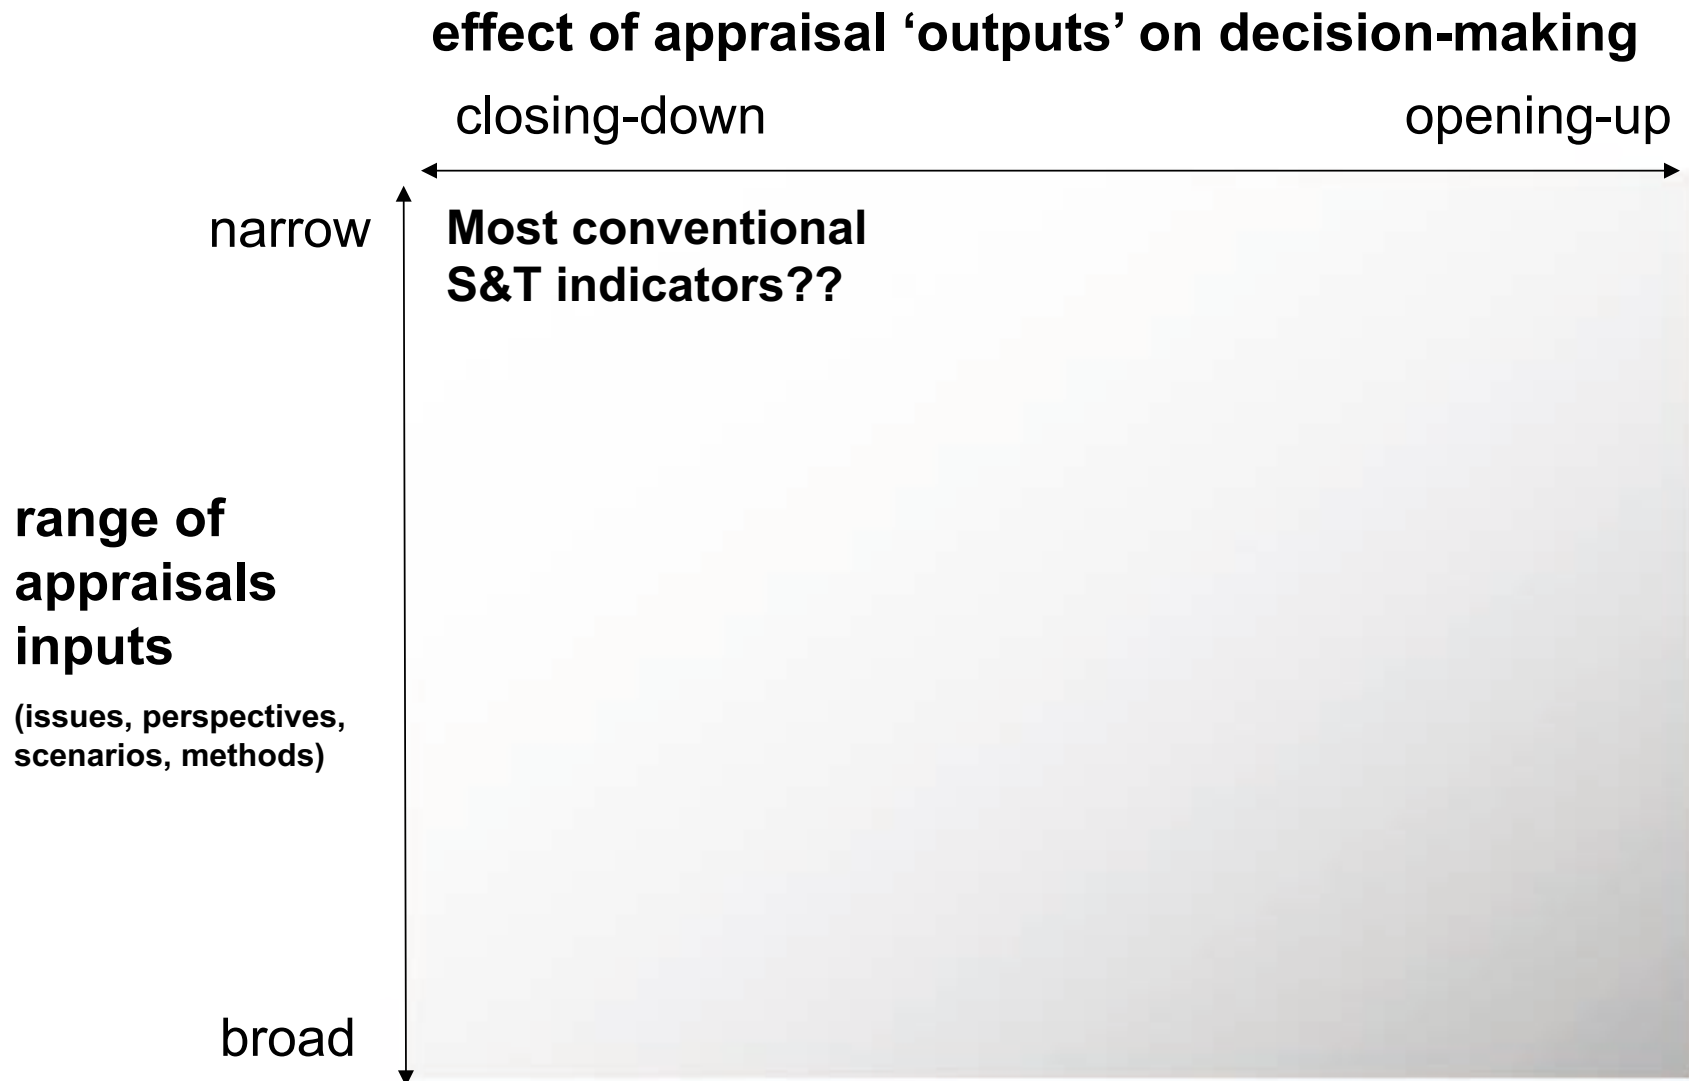 effect of appraisal ‘outputs’ on decision-making
closing-down
opening-up
narrow
Most conventional
S&T indicators??
range of
appraisals
inputs
(issues, perspectives,
scenarios, methods)
broad